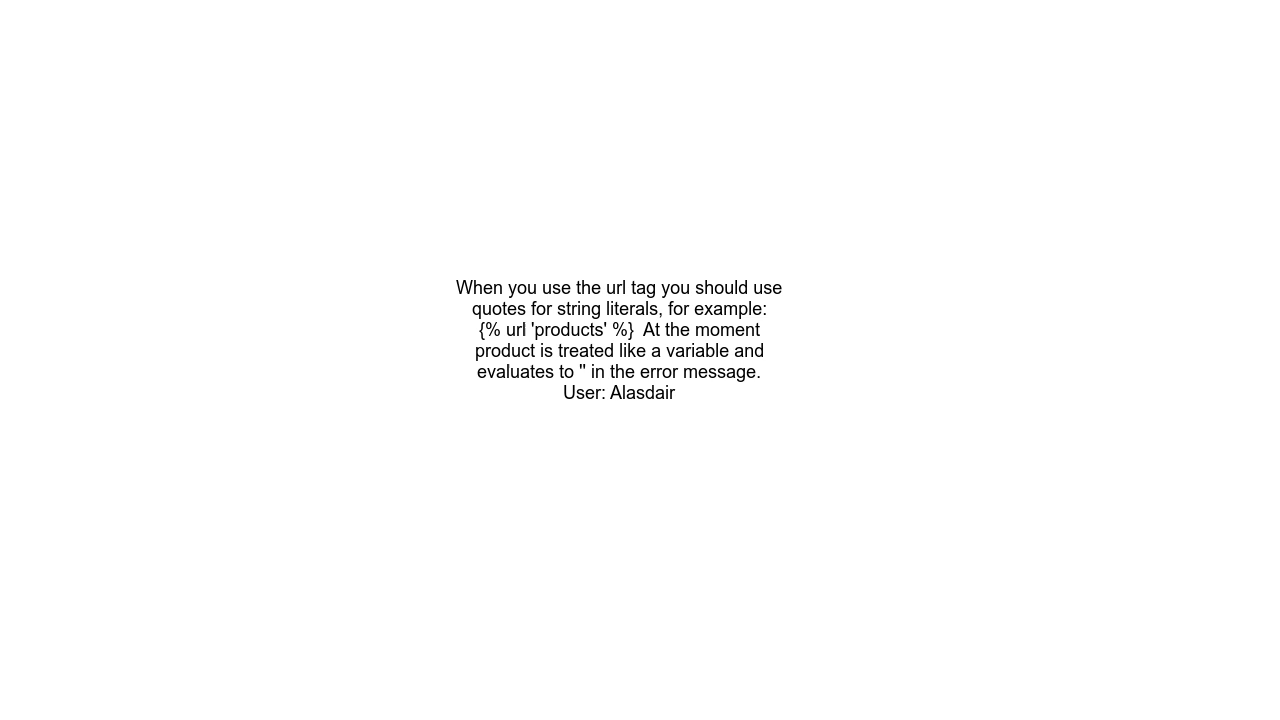 When you use the url tag you should use
quotes for string literals, for example:
{% url 'products' %}  At the moment
product is treated like a variable and
evaluates to '' in the error message.
User: Alasdair